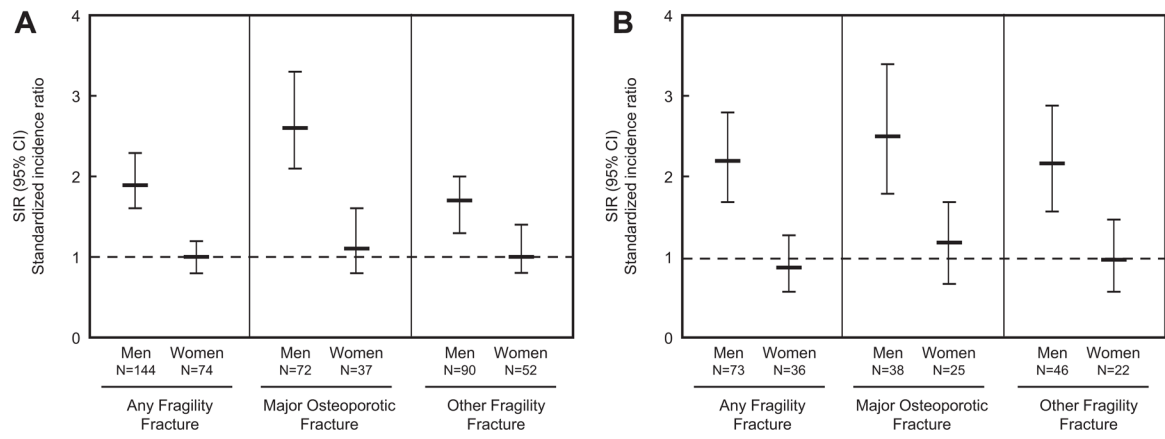 A
SIR (95% CI)
Standardized incidence ratio
4
3
2
1
0
Men Women Men Women Men Women
N=144 N=74 N=72 N=37 N=90 N=52
Any Fragility Major Osteoporotic Other Fragility
Fracture Fracture Fracture
B
SIR (95% CI)
Standardized incidence ratio
4
3
2
1
0
Men Women Men Women Men Women
N=73 N=36 N=38 N=25 N=46 N=22
Any Fragility Major Osteoporotic Other Fragility
Fracture Fracture Fracture